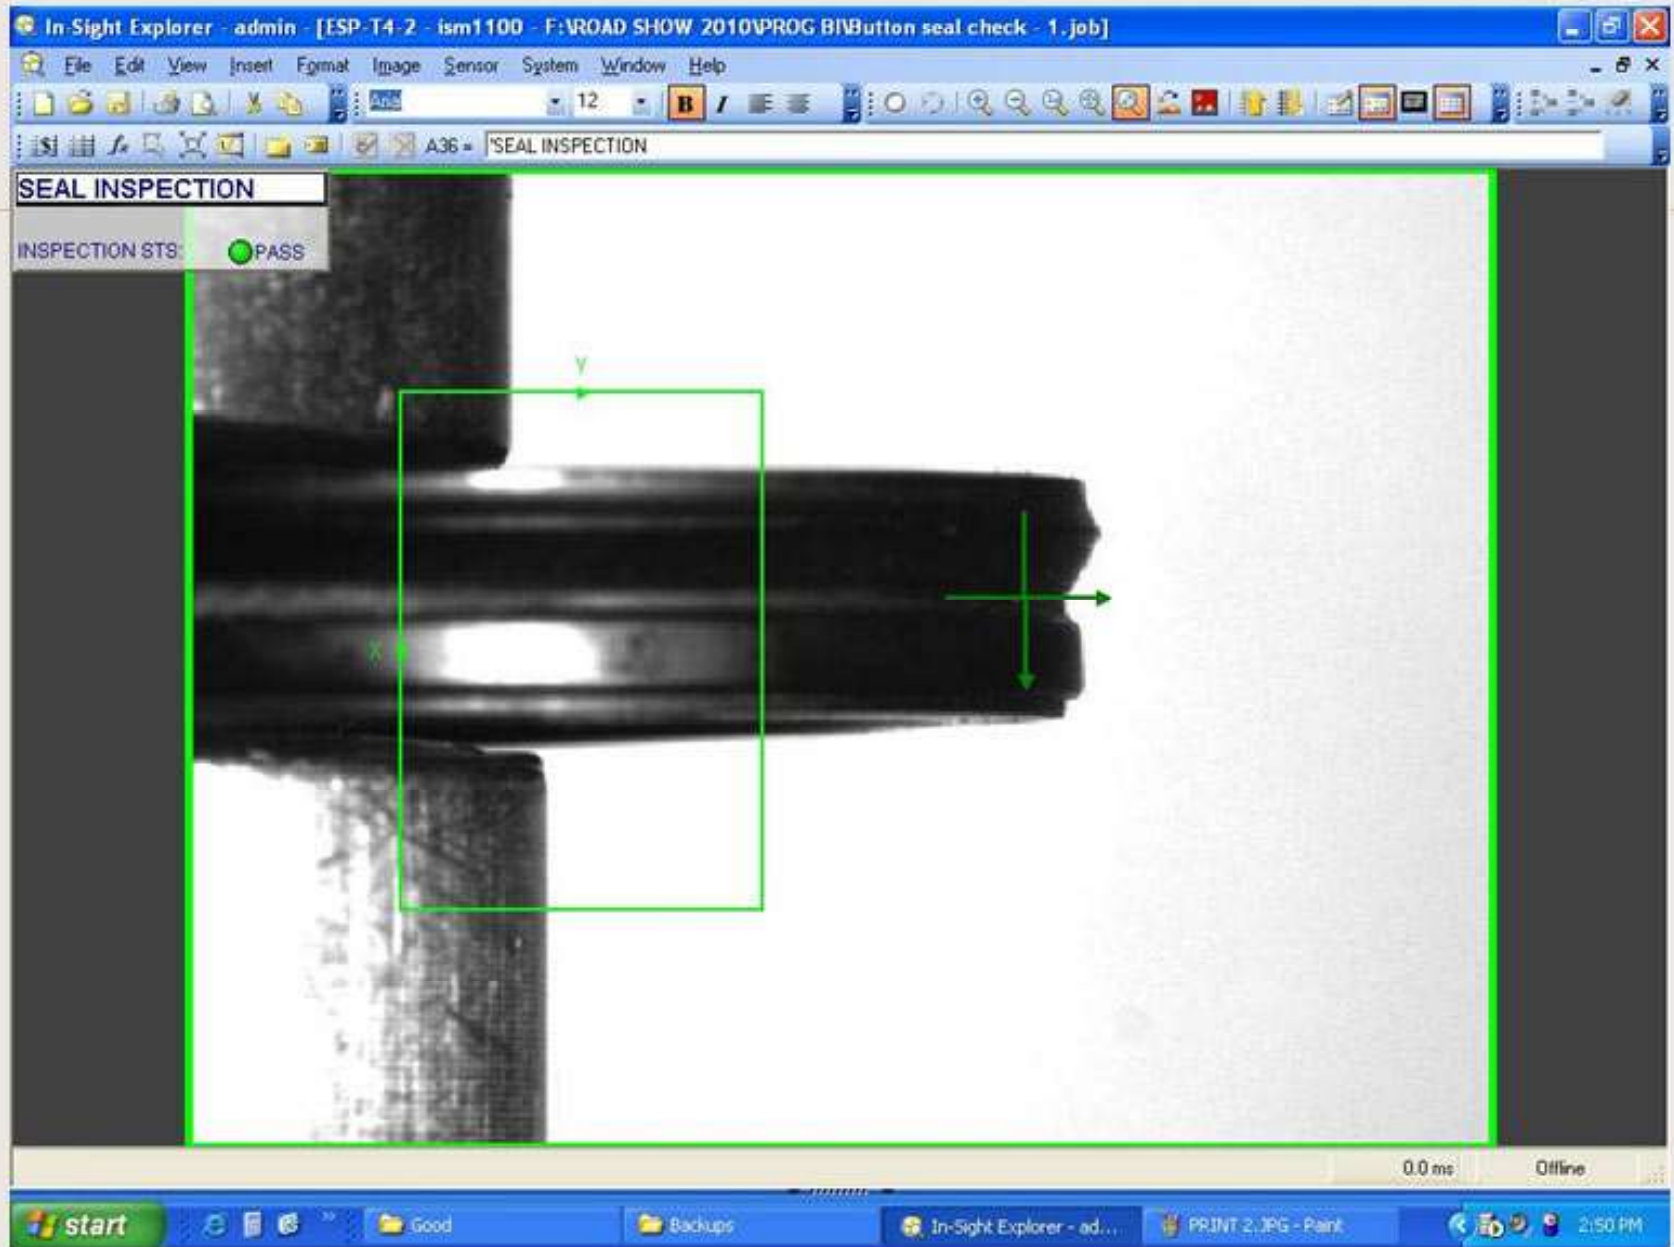 In-Sight Explorer - admin - [ESP-T4-2 - ism1100 - F:\ROAD SHOW 2010\PROG BI\Button seal check - 1.job]
File Edit View Insert Format Image Sensor System Window Help
Arial 12 B I
A36 = 'SEAL INSPECTION
SEAL INSPECTION
INSPECTION STS: PASS
Y
X
0.0 ms Offline
start Good Backups In-Sight Explorer - ad... PRINT 2.JPG - Paint 2:50 PM